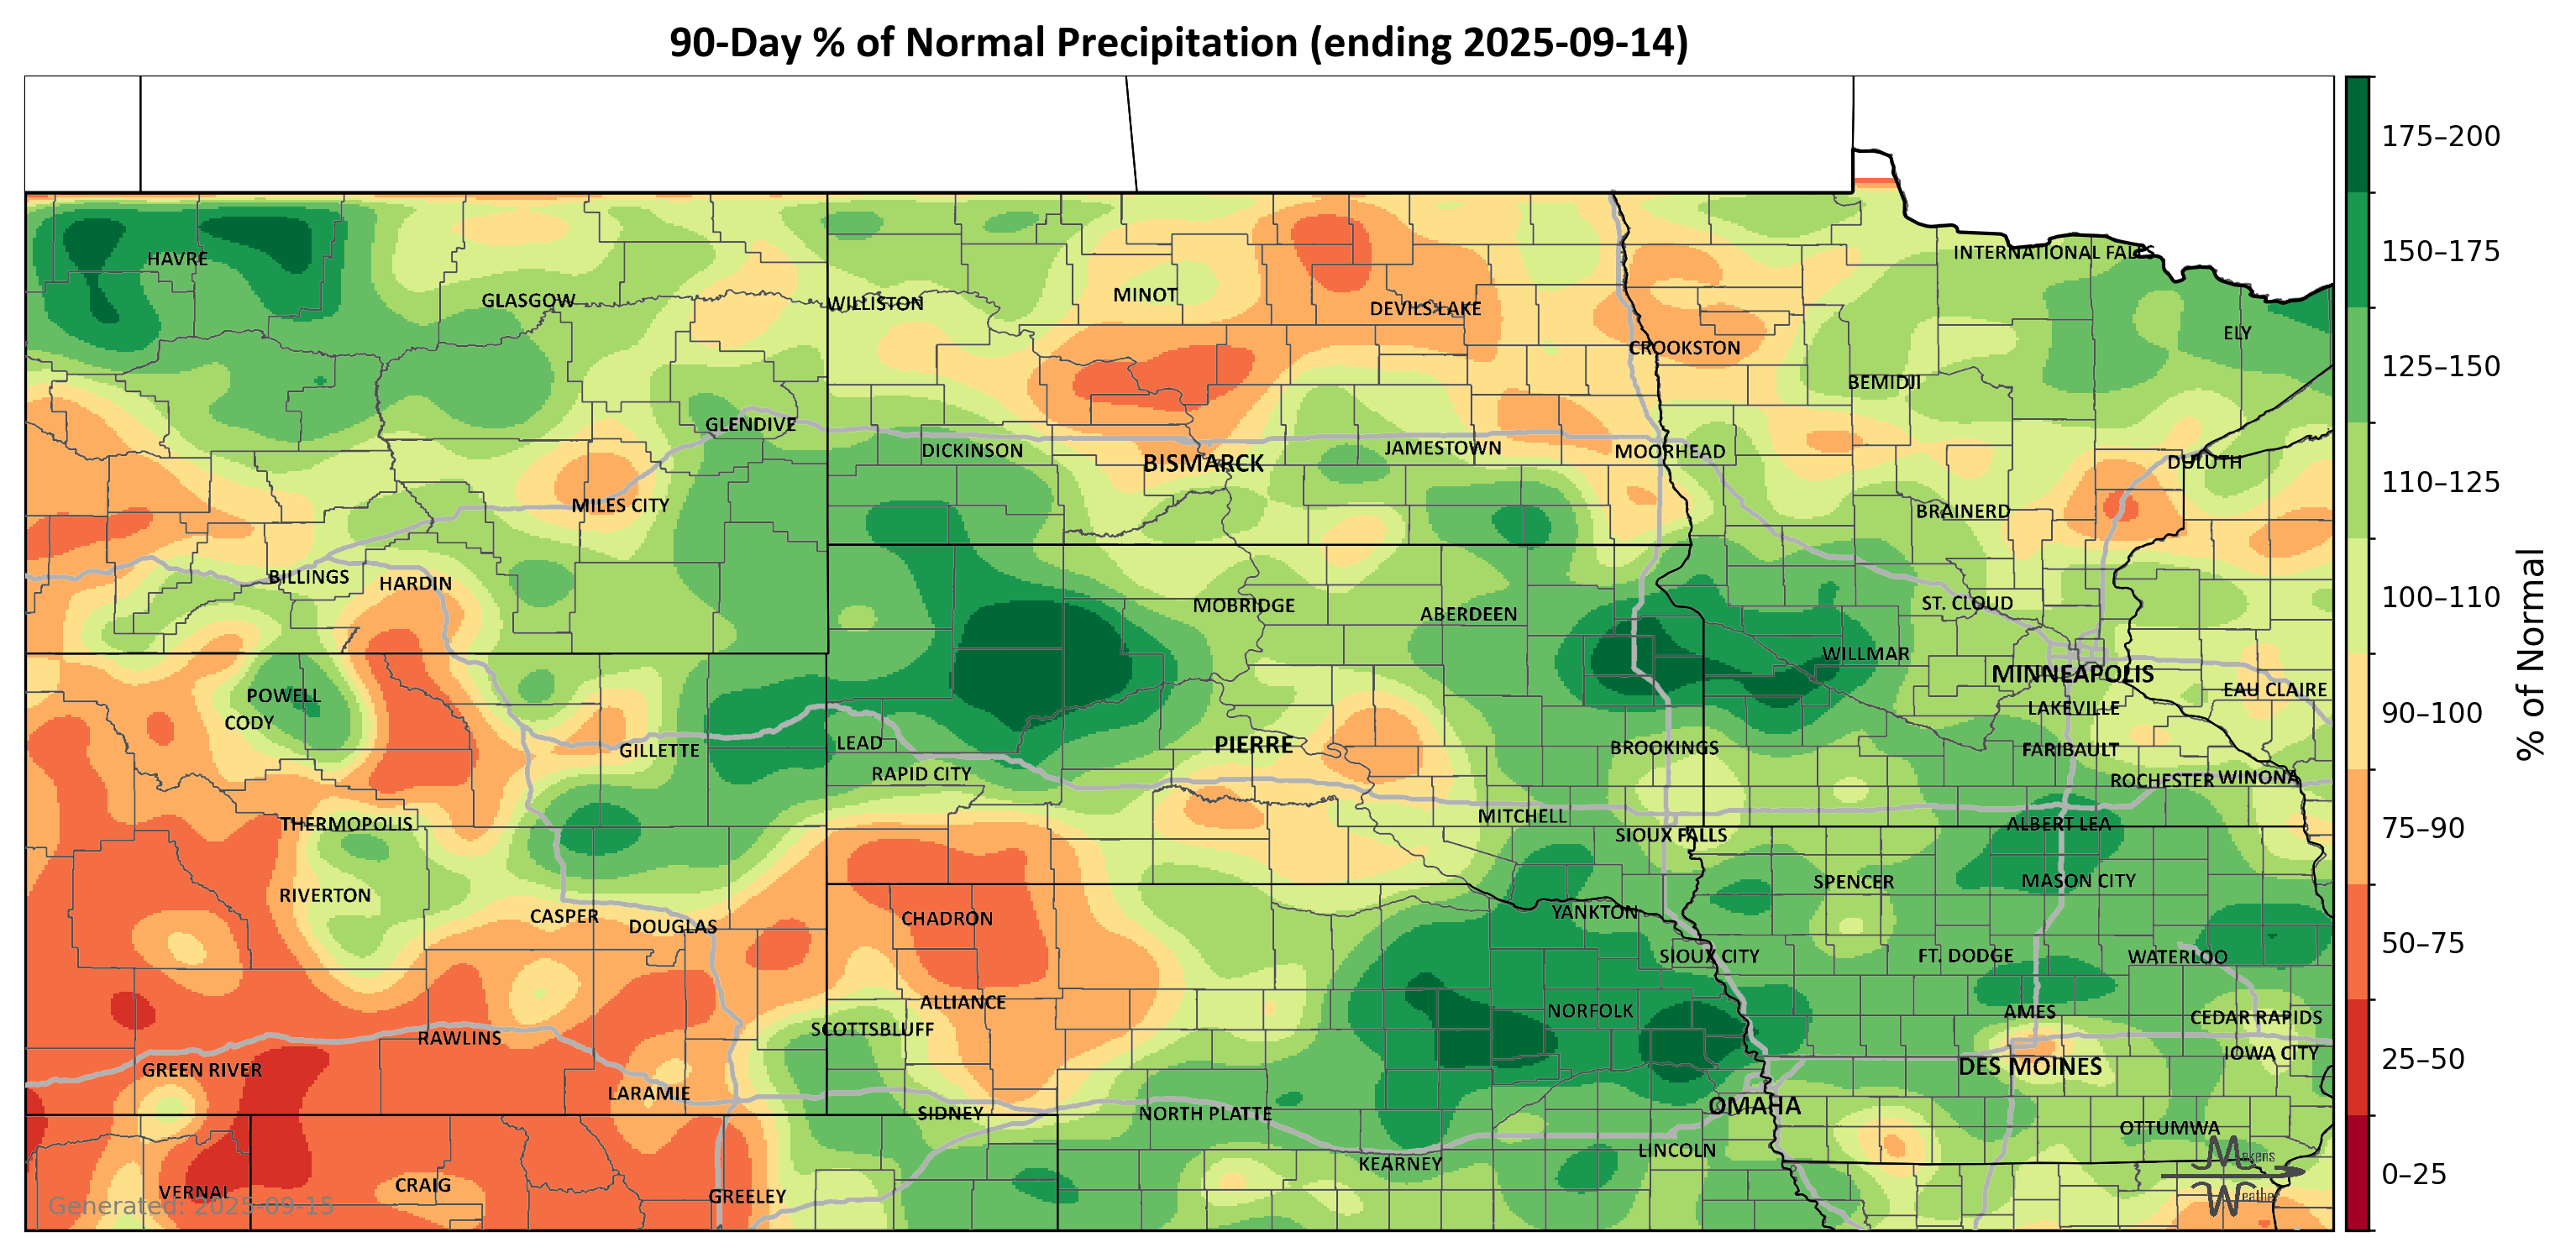 90-Day % of Normal Precipitation (ending 2025-09-14)
175–200
HAVRE
INTERNATIONAL FALLS
150–175
GLASGOW
WILLISTON
MINOT
DEVILS LAKE
ELY
CROOKSTON
125–150
BEMIDJI
GLENDIVE
DICKINSON
BISMARCK
JAMESTOWN
MOORHEAD
DULUTH
110–125
MILES CITY
BRAINERD
BILLINGS
HARDIN
MOBRIDGE
ABERDEEN
ST. CLOUD
100–110
WILLMAR
MINNEAPOLIS
POWELL
CODY
EAU CLAIRE
LAKEVILLE
90–100
% of Normal
GILLETTE
LEAD
PIERRE
BROOKINGS
FARIBAULT
RAPID CITY
ROCHESTER
WINONA
THERMOPOLIS
MITCHELL
SIOUX FALLS
ALBERT LEA
75–90
RIVERTON
SPENCER
MASON CITY
CASPER
DOUGLAS
CHADRON
YANKTON
SIOUX CITY
FT. DODGE
WATERLOO
50–75
ALLIANCE
NORFOLK
AMES
CEDAR RAPIDS
RAWLINS
SCOTTSBLUFF
IOWA CITY
GREEN RIVER
DES MOINES
25–50
LARAMIE
SIDNEY
NORTH PLATTE
OMAHA
OTTUMWA
KEARNEY
LINCOLN
Makens
Weather
VERNAL
CRAIG
GREELEY
0–25
Generated: 2025-09-15